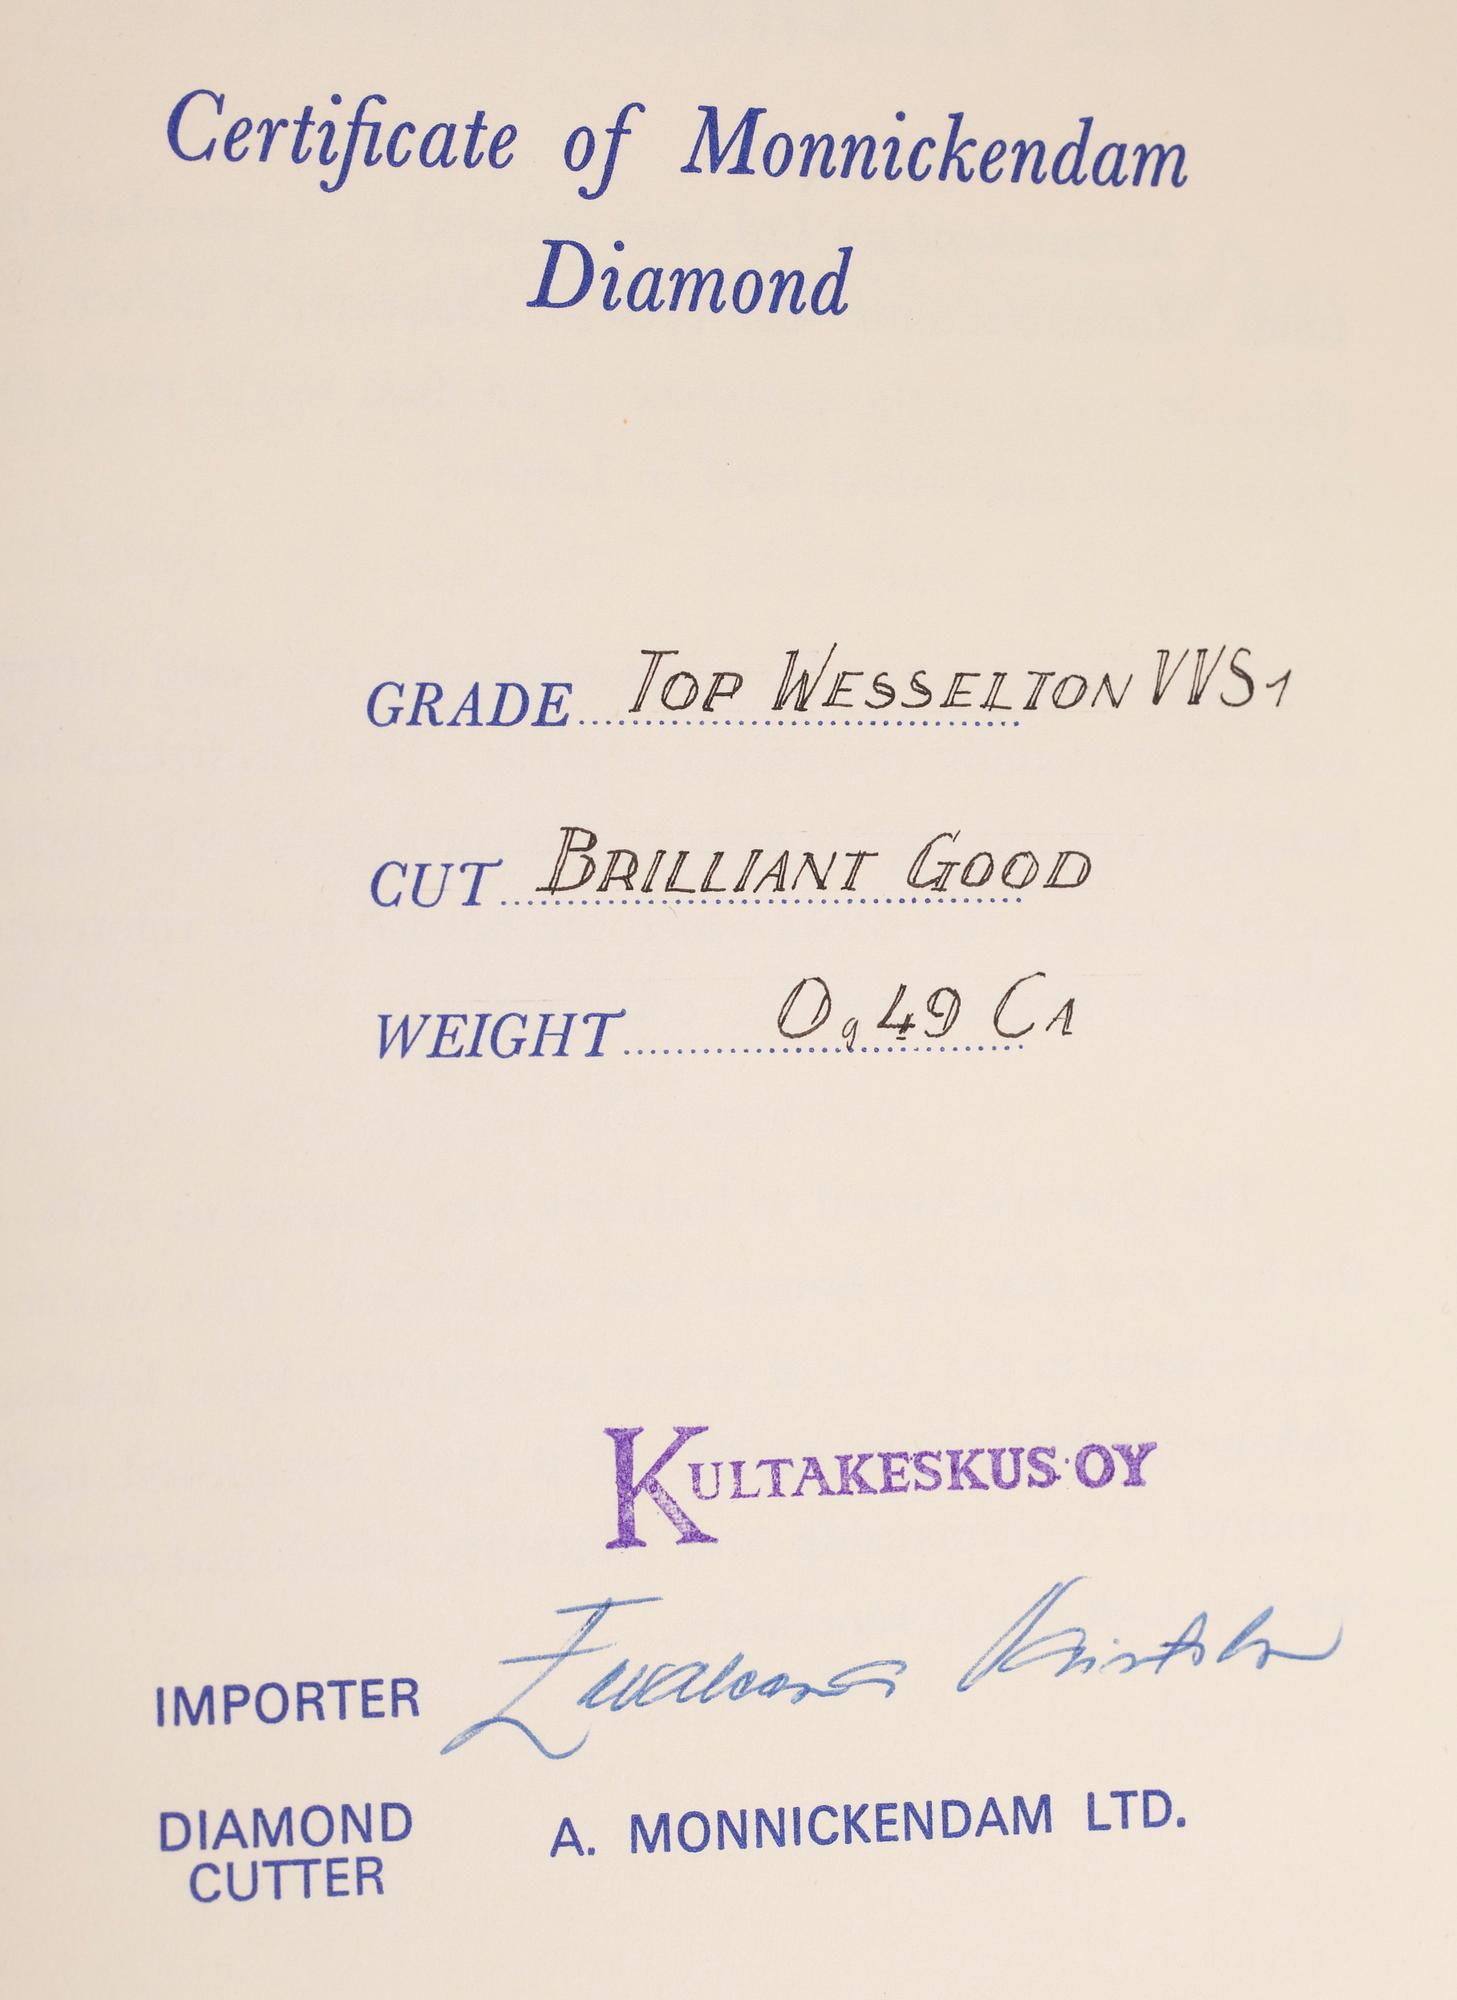 Certificate of Monnickendam
Diamond
GRADE TOP WESSELTON VVS1
CUT BRILLIANT GOOD
WEIGHT 0,49 CA
KULTAKESKUS OY
IMPORTER
DIAMOND
CUTTER
A. MONNICKENDAM LTD.